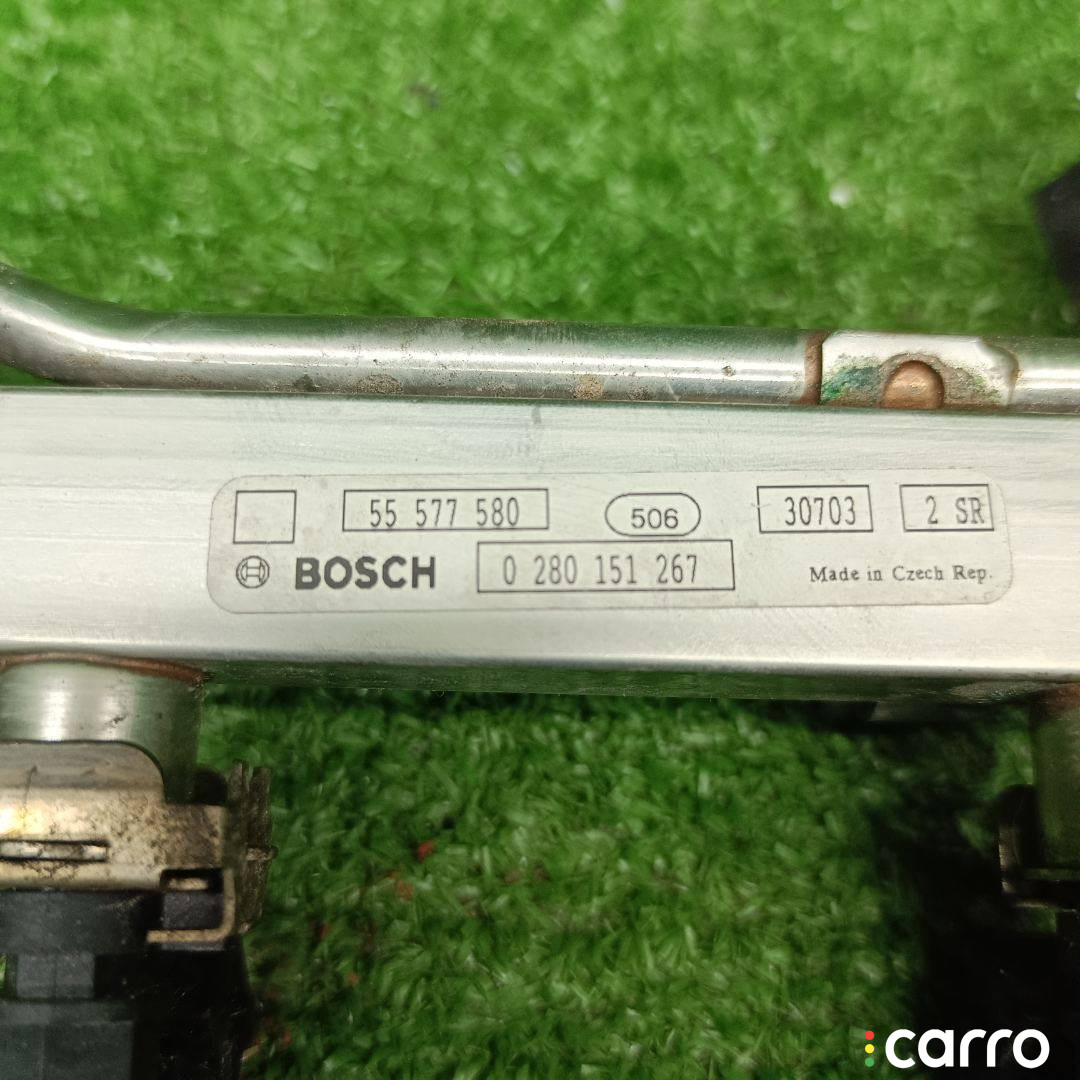 55 577 580 506 30703 2 SR
BOSCH 0 280 151 267 Made in Czech Rep.
carro